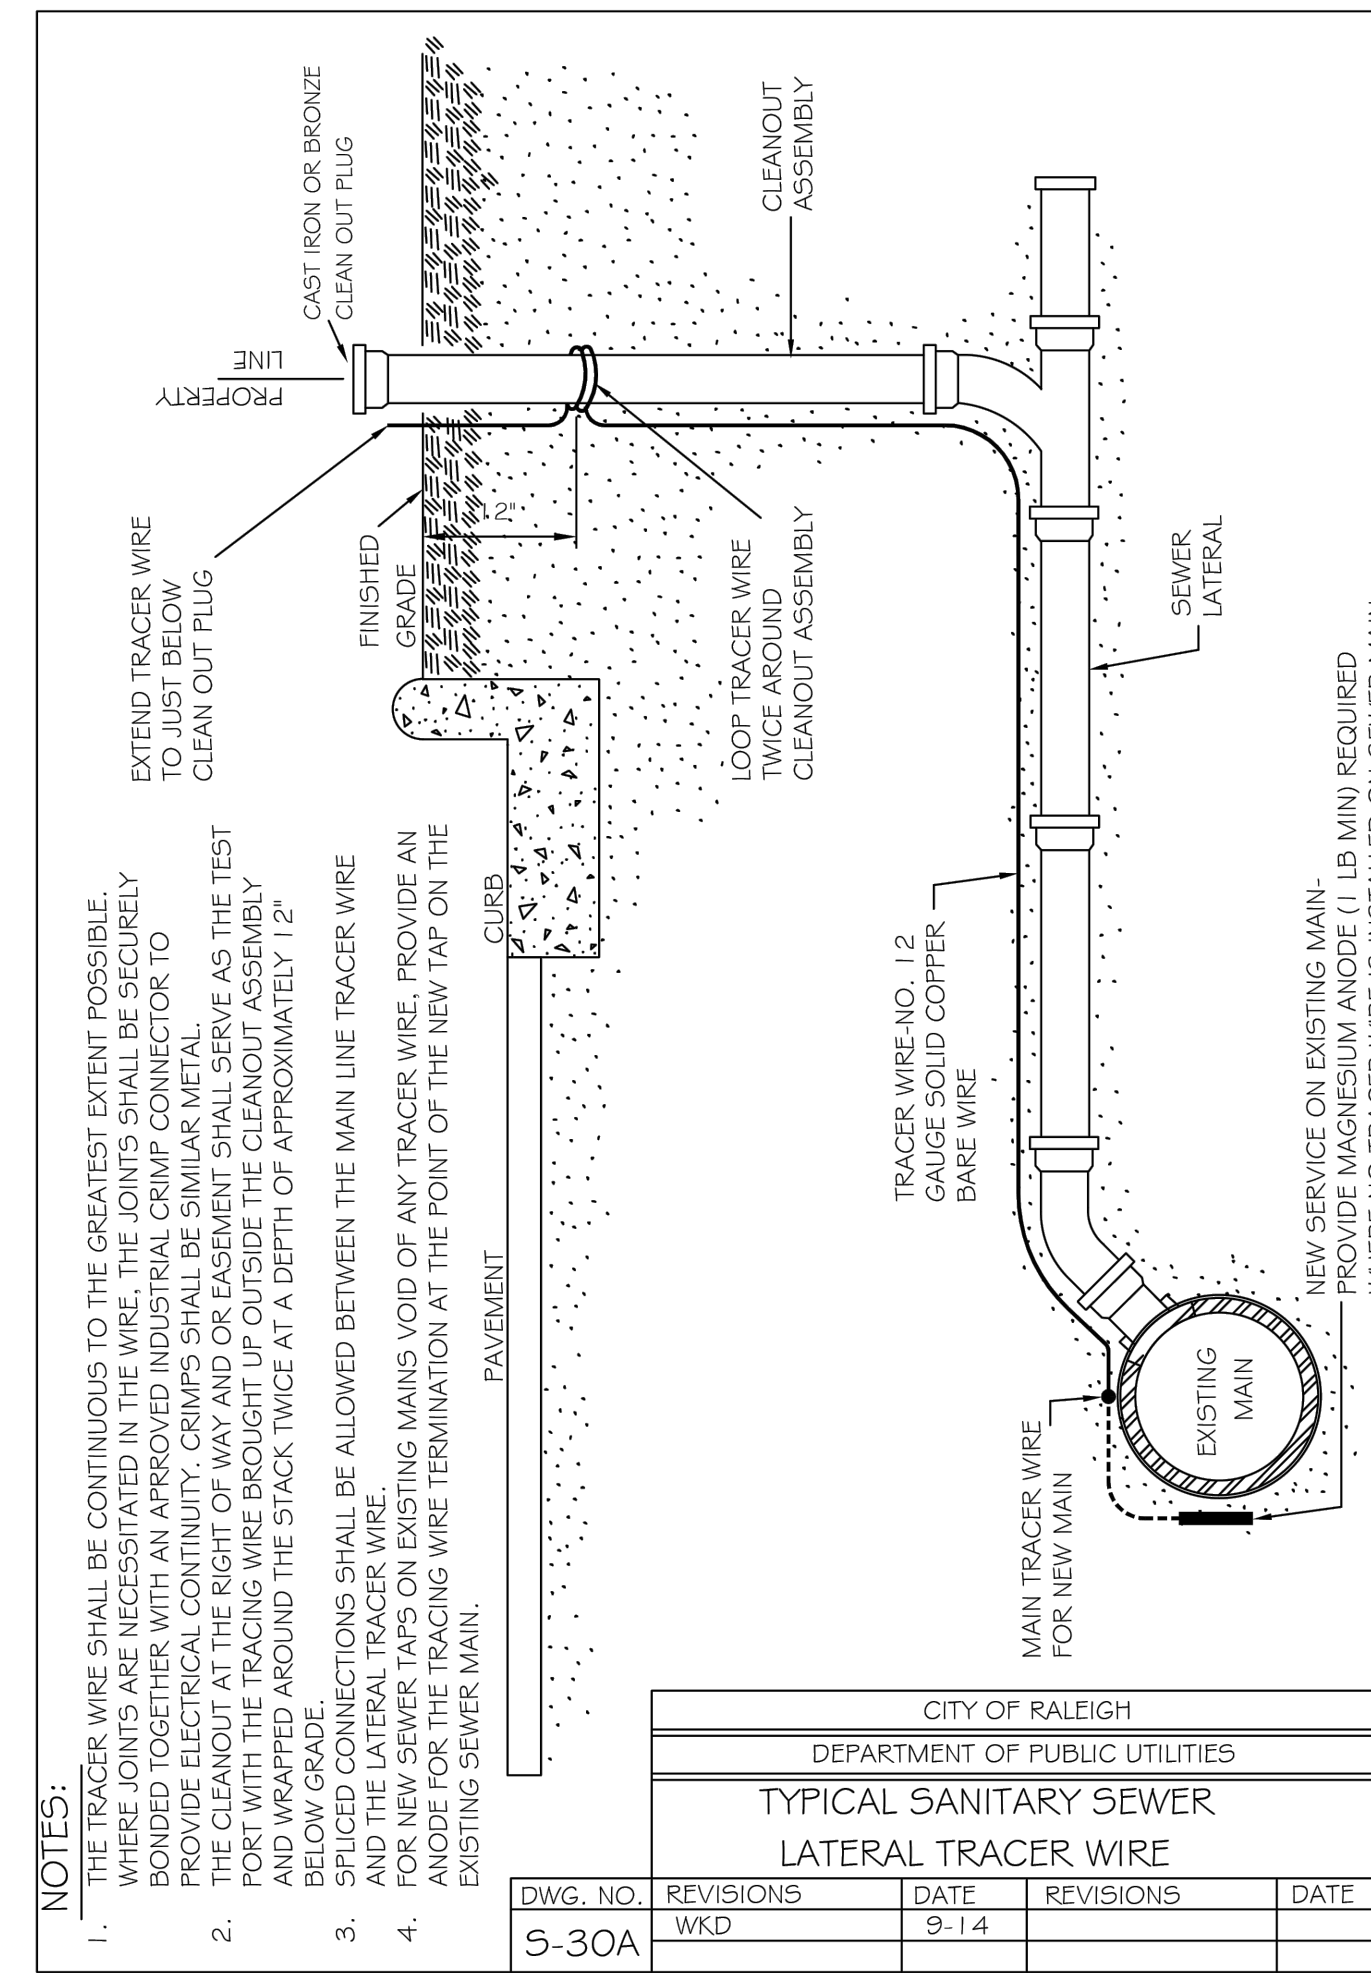 NOTES:
1. THE TRACER WIRE SHALL BE CONTINUOUS TO THE GREATEST EXTENT POSSIBLE.
WHERE JOINTS ARE NECESSITATED IN THE WIRE, THE JOINTS SHALL BE SECURELY
BONDED TOGETHER WITH AN APRROVED INDUSTRIAL CRIMP CONNECTOR TO
PROVIDE ELECTRICAL CONTINUITY. CRIMPS SHALL BE SIMILAR METAL.
2. THE CLEANOUT AT THE RIGHT OF WAY AND OR EASEMENT SHALL SERVE AS THE TEST
PORT WITH THE TRACING WIRE BROUGHT UP OUTSIDE THE CLEANOUT ASSEMBLY
AND WRAPPED AROUND THE STACK TWICE AT A DEPTH OF APPROXIMATELY 12"
BELOW GRADE.
3. SPLICED CONNECTIONS SHALL BE ALLOWED BETWEEN THE MAIN LINE TRACER WIRE
AND THE LATERAL TRACER WIRE.
4. FOR NEW SEWER TAPS ON EXISTING MAINS VOID OF ANY TRACER WIRE, PROVIDE AN
ANODE FOR THE TRACING WIRE TERMINATION AT THE POINT OF THE NEW TAP ON THE
EXISTING SEWER MAIN.
EXTEND TRACER WIRE
TO JUST BELOW
CLEAN OUT PLUG
PROPERTY
LINE
CAST IRON OR BRONZE
CLEAN OUT PLUG
FINISHED
GRADE
12"
PAVEMENT
CURB
LOOP TRACER WIRE
TWICE AROUND
CLEANOUT ASSEMBLY
CLEANOUT
ASSEMBLY
TRACER WIRE-NO. 12
GAUGE SOLID COPPER
BARE WIRE
SEWER
LATERAL
MAIN TRACER WIRE
FOR NEW MAIN
EXISTING
MAIN
NEW SERVICE ON EXISTING MAIN-
PROVIDE MAGNESIUM ANODE (1 LB MIN) REQUIRED
WHERE NO TRACER WIRE IS INSTALLED ON SEWER MAIN
CITY OF RALEIGH
DEPARTMENT OF PUBLIC UTILITIES
TYPICAL SANITARY SEWER
LATERAL TRACER WIRE
DWG. NO. REVISIONS DATE REVISIONS DATE
S-30A WKD 9-14